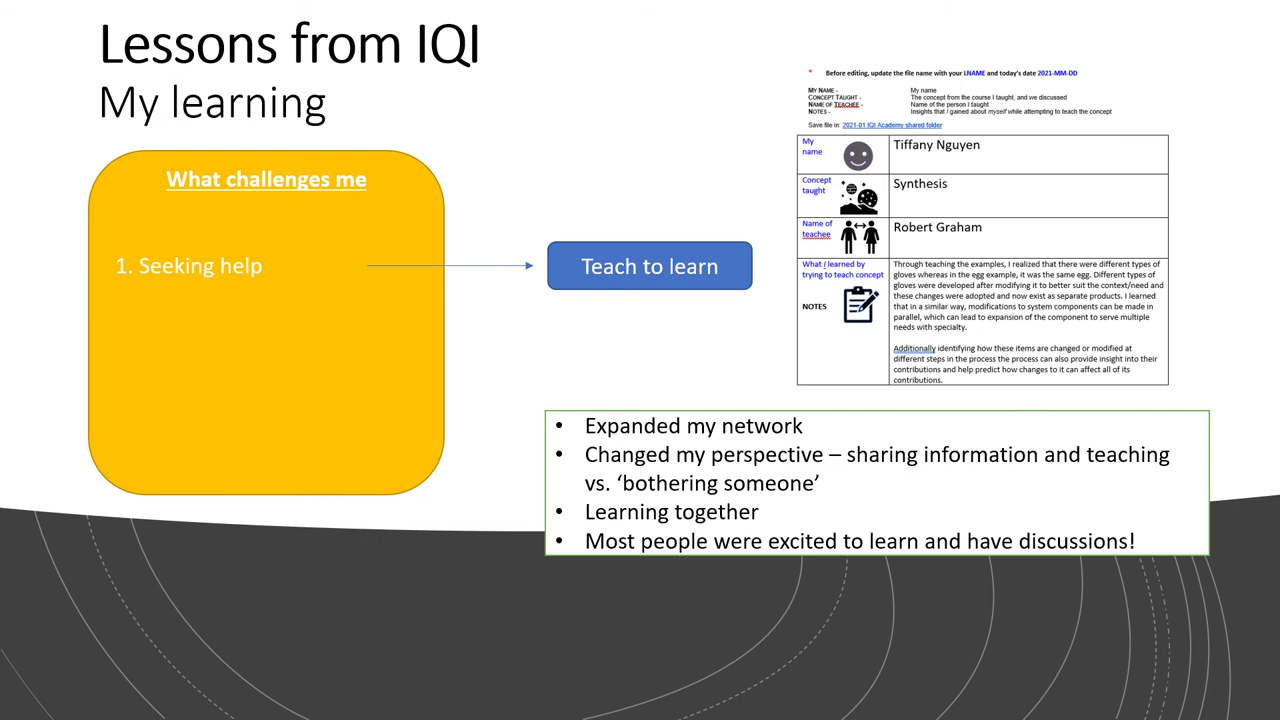 Lessons from IQI
My learning
What challenges me
1. Seeking help
Teach to learn
* Before editing, update the file name with your LNAME and today's date 2021-MM-DD
MY NAME - My name
CONCEPT TAUGHT - The concept from the course I taught, and we discussed
NAME OF TEACHEE - Name of the person I taught
NOTES - Insights that I gained about myself while attempting to teach the concept
Save file in: 2021-01 IQI Academy shared folder
My
name
Tiffany Nguyen
Concept
taught
Synthesis
Name of
teachee
Robert Graham
What I learned by
trying to teach concept
NOTES
Through teaching the examples, I realized that there were different types of
gloves whereas in the egg example, it was the same egg. Different types of
gloves were developed after modifying it to better suit the context/need and
these changes were adopted and now exist as separate products. I learned
that in a similar way, modifications to system components can be made in
parallel, which can lead to expansion of the component to serve multiple
needs with specialty.
Additionally identifying how these items are changed or modified at
different steps in the process the process can also provide insight into their
contributions and help predict how changes to it can affect all of its
contributions.
• Expanded my network
• Changed my perspective – sharing information and teaching
vs. ‘bothering someone’
• Learning together
• Most people were excited to learn and have discussions!